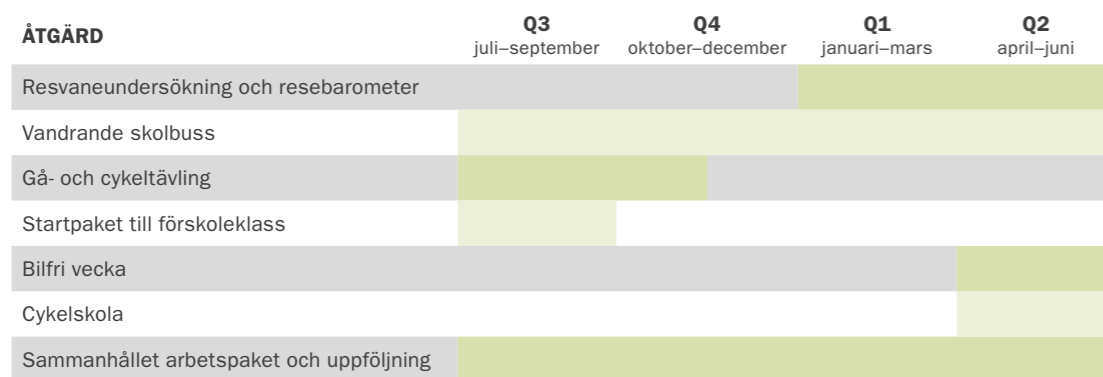 ÅTGÄRD
Q3 Q4 Q1 Q2
juli–september oktober–december januari–mars april–juni
Resvaneundersökning och resebarometer
Vandrande skolbuss
Gå- och cykeltävling
Startpaket till förskoleklass
Bilfri vecka
Cykelskola
Sammanhållet arbetspaket och uppföljning